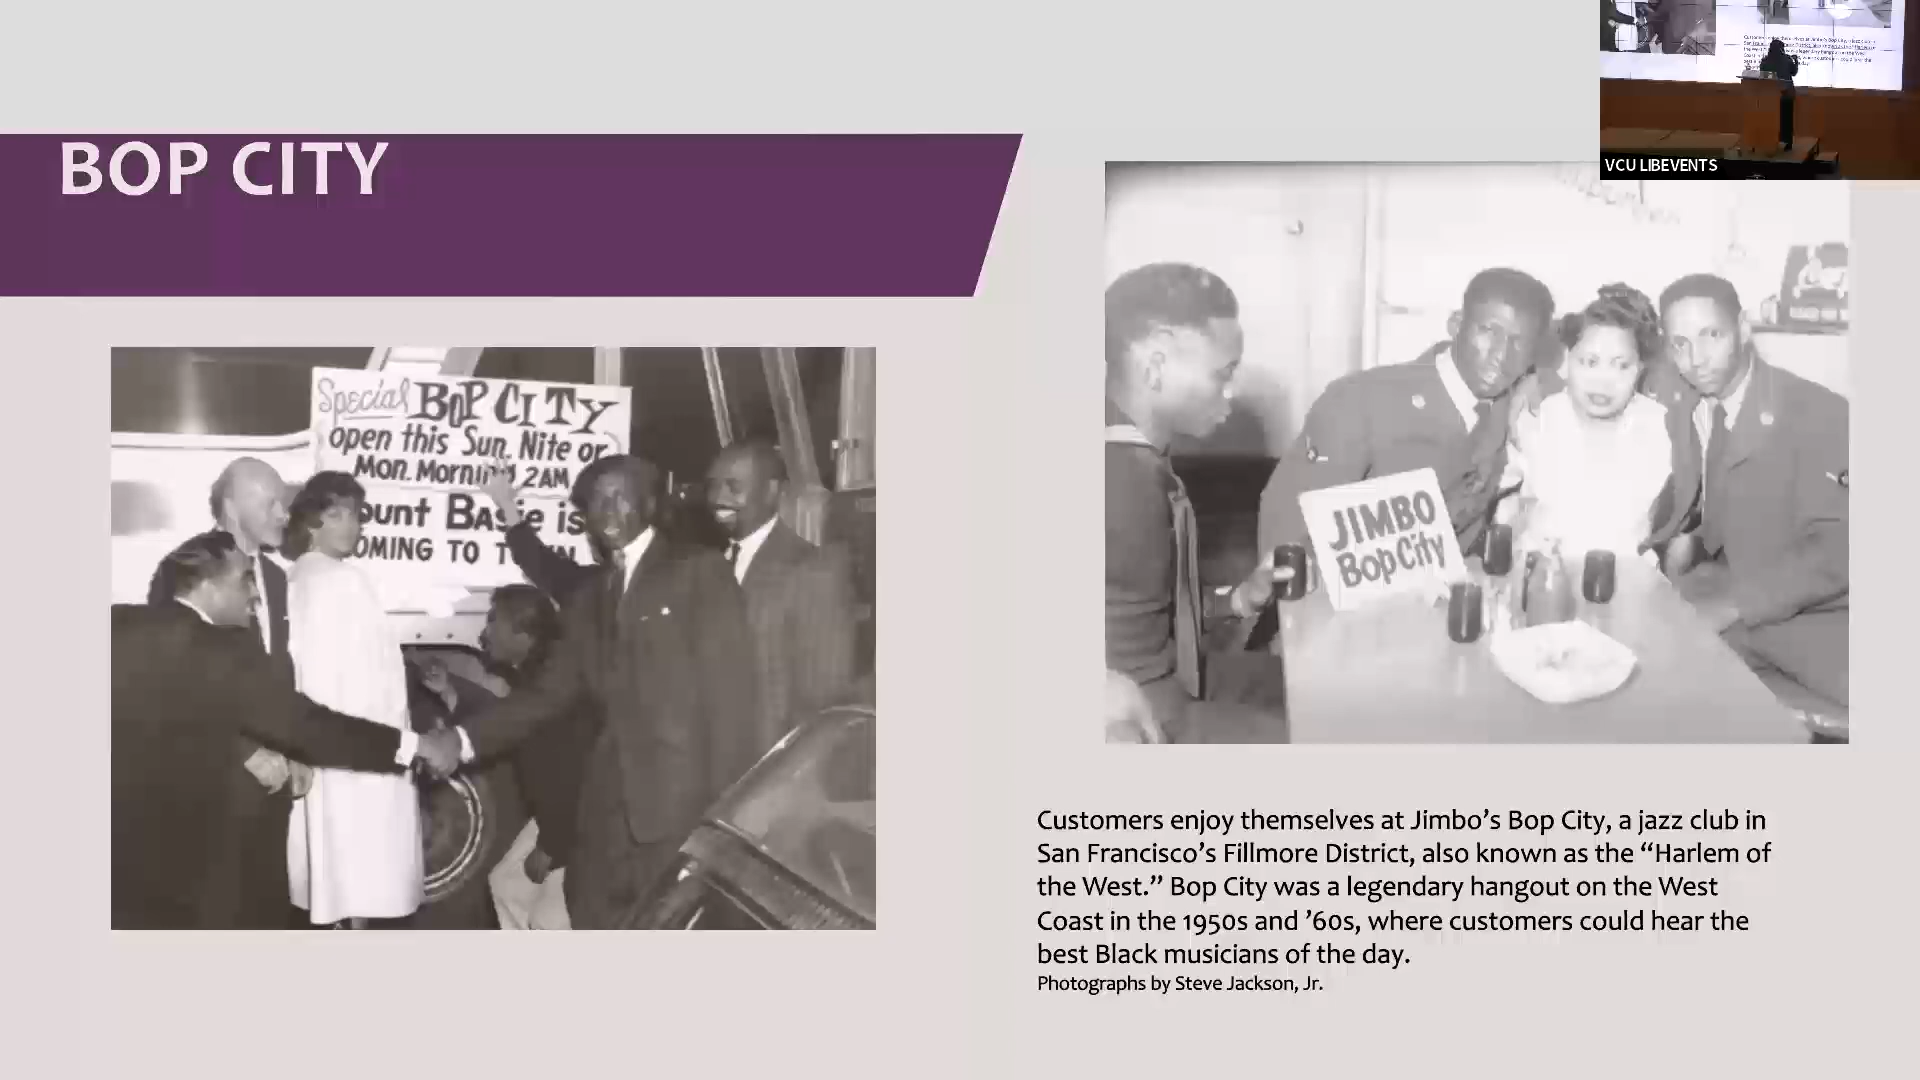 BOP CITY
VCU LIBEVENTS
Special BOP CITY
open this Sun. Nite or
Mon. Morning 2AM
ount Basie is
OMING TO
JIMBO
Bop City
Customers enjoy themselves at Jimbo’s Bop City, a jazz club in
San Francisco’s Fillmore District, also known as the “Harlem of
the West.” Bop City was a legendary hangout on the West
Coast in the 1950s and ’60s, where customers could hear the
best Black musicians of the day.
Photographs by Steve Jackson, Jr.